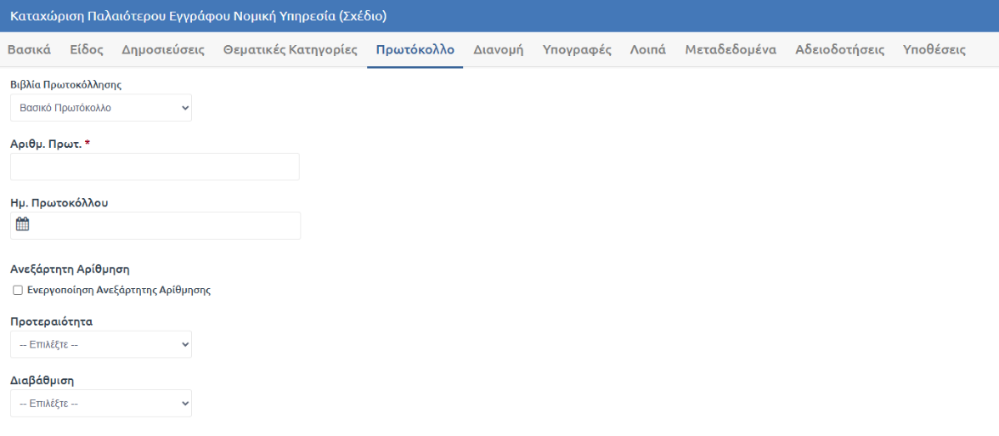 Καταχώριση Παλαιότερου Εγγράφου Νομική Υπηρεσία (Σχέδιο)
Βασικά Είδος Δημοσιεύσεις Θεματικές Κατηγορίες Πρωτόκολλο Διανομή Υπογραφές Λοιπά Μεταδεδομένα Αδειοδοτήσεις Υποθέσεις
Βιβλία Πρωτοκόλλησης
Βασικό Πρωτόκολλο
Αριθμ. Πρωτ. *
Ημ. Πρωτοκόλλου
Ανεξάρτητη Αρίθμηση
Ενεργοποίηση Ανεξάρτητης Αρίθμησης
Προτεραιότητα
-- Επιλέξτε --
Διαβάθμιση
-- Επιλέξτε --